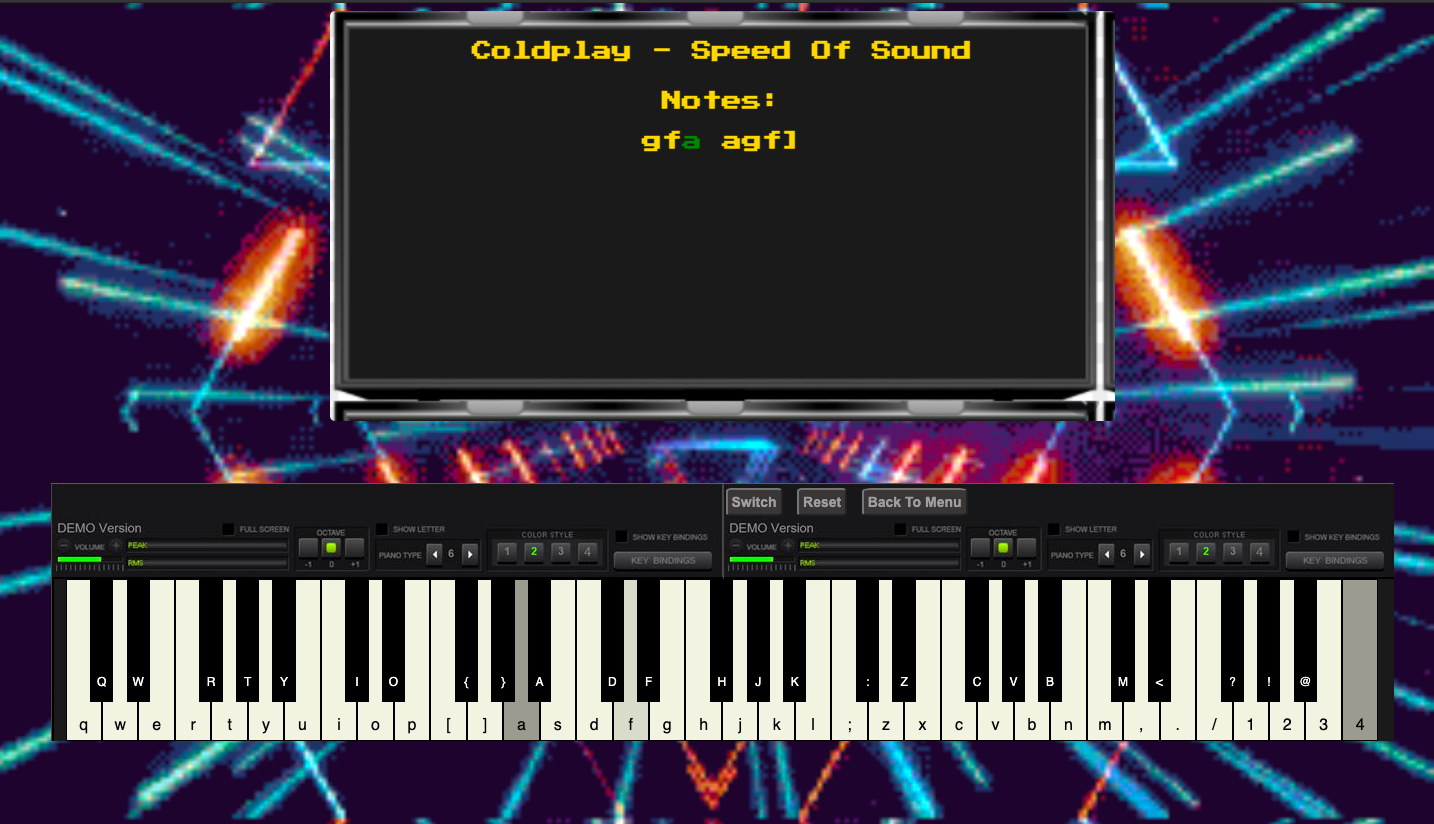 Coldplay - Speed Of Sound
Notes:
gfa agf]
Switch Reset Back To Menu
DEMO Version FULL SCREEN OCTAVE SHOW LETTER COLOR STYLE SHOW KEY BINDINGS
VOLUME PEAK RMS -1 0 +1 PIANO TYPE 6 1 2 3 4 KEY BINDINGS
DEMO Version FULL SCREEN OCTAVE SHOW LETTER COLOR STYLE SHOW KEY BINDINGS
VOLUME PEAK RMS -1 0 +1 PIANO TYPE 6 1 2 3 4 KEY BINDINGS
Q W R T Y I O { } A D F H J K : Z C V B M < ? ! @
q w e r t y u i o p [ ] a s d f g h j k l ; z x c v b n m , . / 1 2 3 4